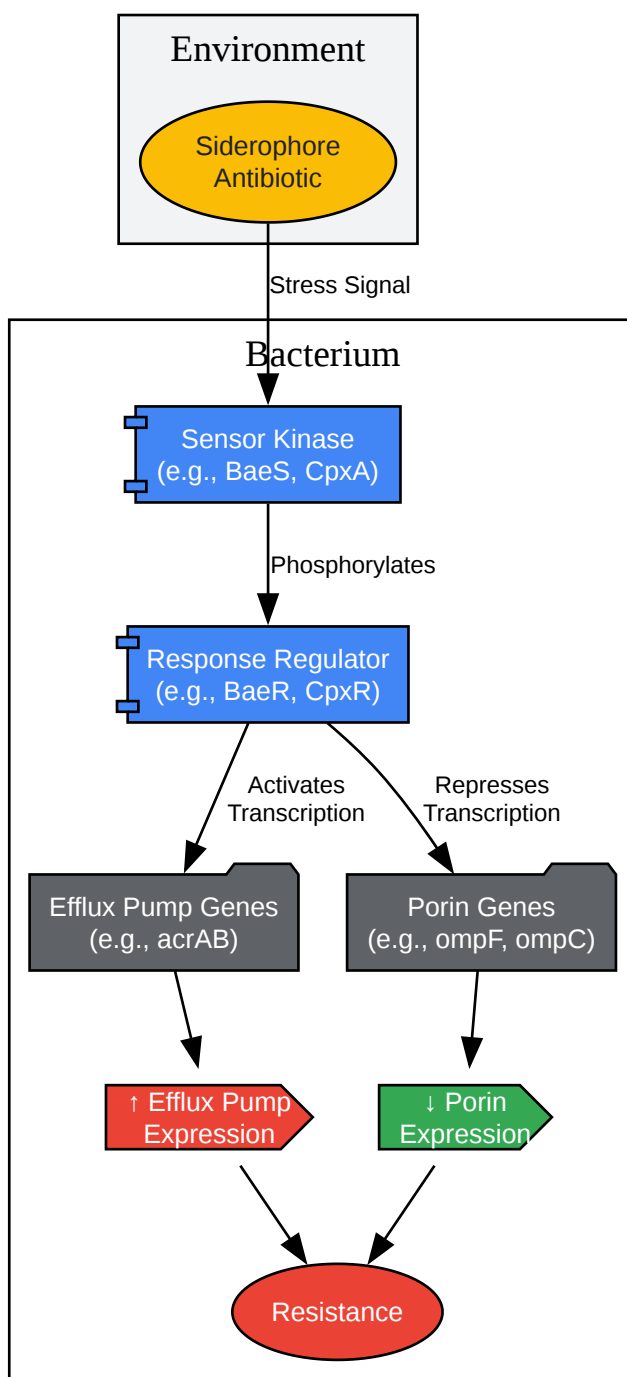 Environment
Siderophore
Antibiotic
Stress Signal
Bacterium
Sensor Kinase
(e.g., BaeS, CpxA)
Phosphorylates
Response Regulator
(e.g., BaeR, CpxR)
Activates
Transcription
Represses
Transcription
Efflux Pump Genes
(e.g., acrAB)
Porin Genes
(e.g., ompF, ompC)
↑ Efflux Pump
Expression
↓ Porin
Expression
Resistance